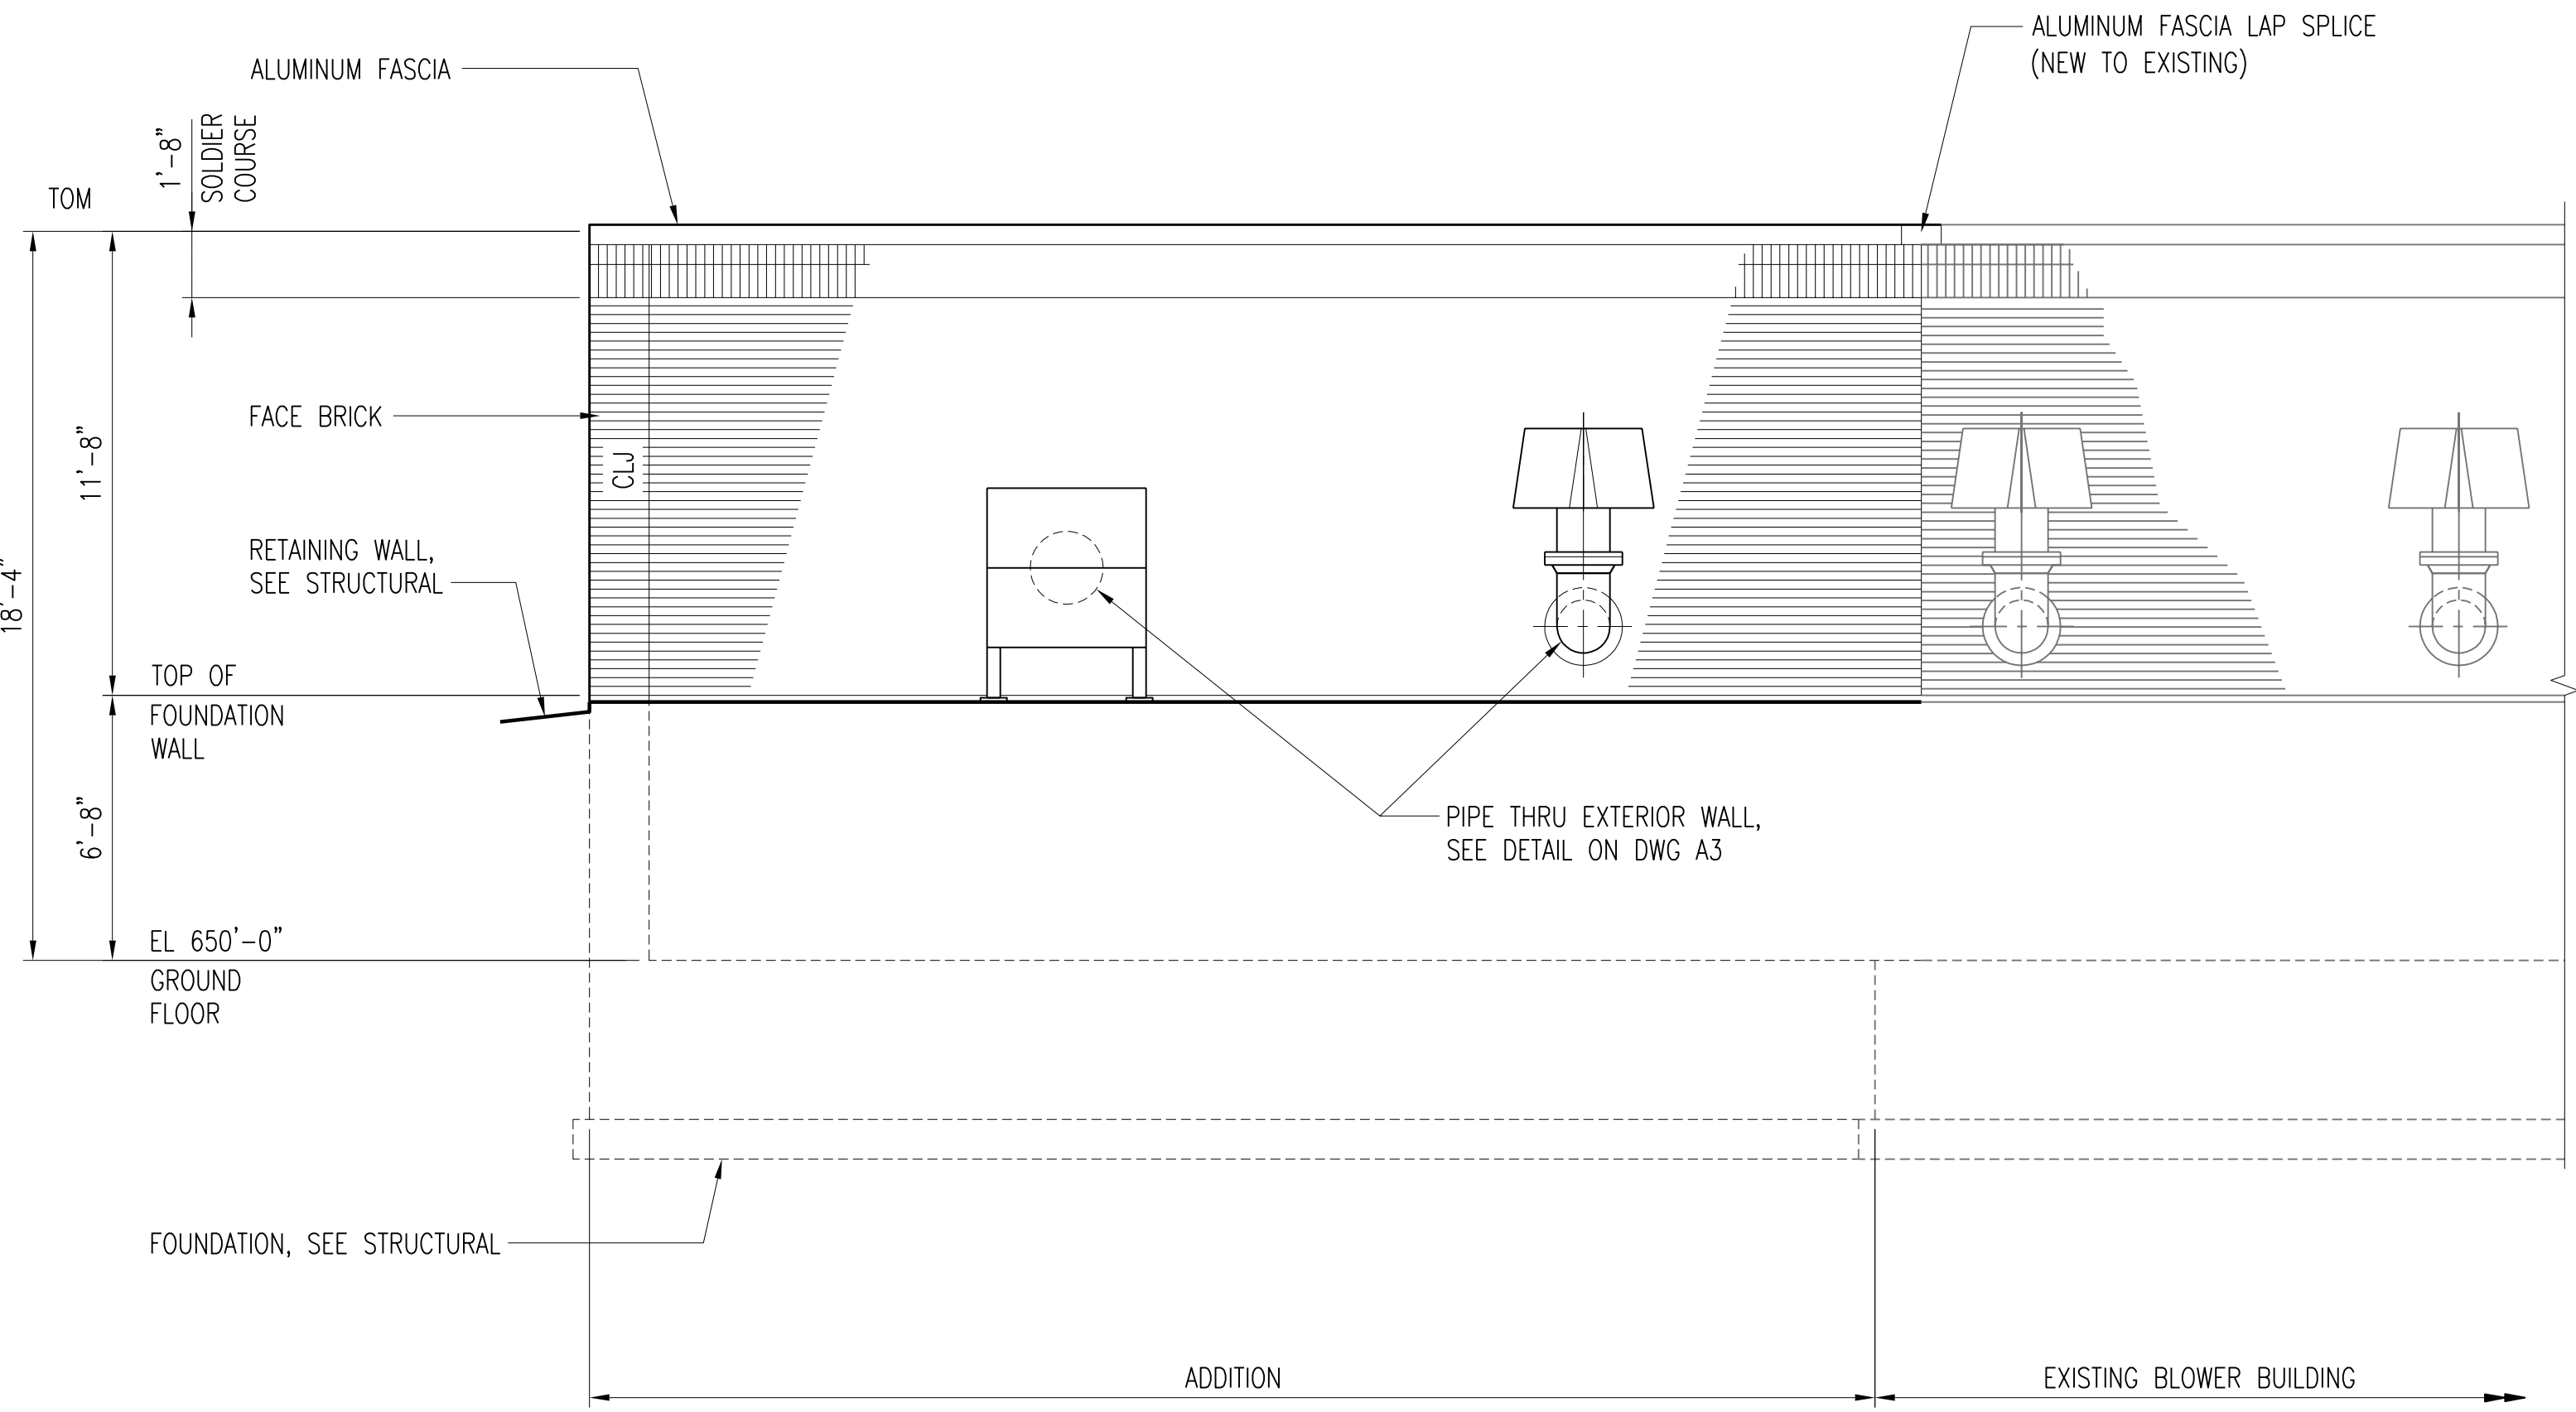 ALUMINUM FASCIA LAP SPLICE
(NEW TO EXISTING)
ALUMINUM FASCIA
1'-8"
SOLDIER
COURSE
TOM
FACE BRICK
11'-8"
CLJ
18'-4"
RETAINING WALL,
SEE STRUCTURAL
TOP OF
FOUNDATION
WALL
6'-8"
PIPE THRU EXTERIOR WALL,
SEE DETAIL ON DWG A3
EL 650'-0"
GROUND
FLOOR
FOUNDATION, SEE STRUCTURAL
ADDITION
EXISTING BLOWER BUILDING